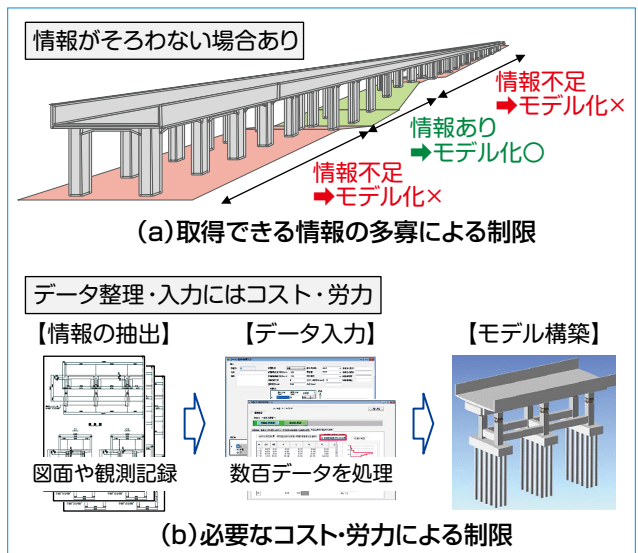 情報がそろわない場合あり
情報不足
➡モデル化×
情報あり
➡モデル化〇
情報不足
➡モデル化×
(a)取得できる情報の多寡による制限
データ整理・入力にはコスト・労力
【情報の抽出】
【データ入力】
【モデル構築】
図面や観測記録
数百データを処理
(b)必要なコスト・労力による制限